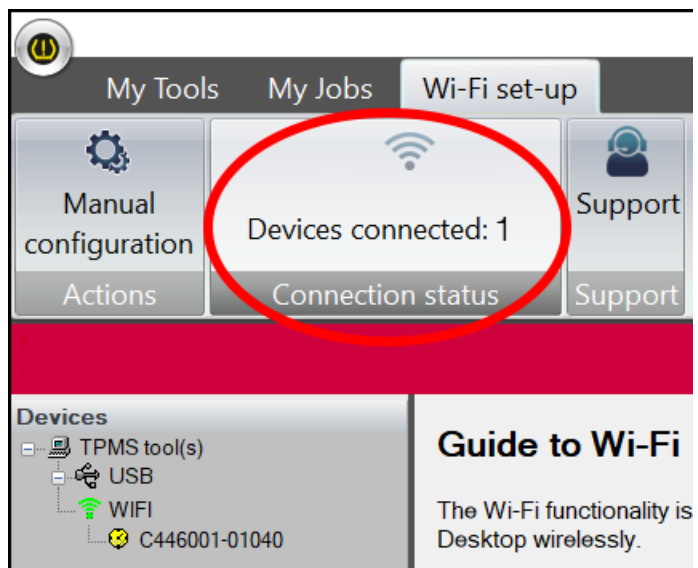 My Tools My Jobs Wi-Fi set-up
Manual
configuration
Actions
Devices connected: 1
Connection status
Support
Support
Devices
TPMS tool(s)
USB
WIFI
C446001-01040
Guide to Wi-Fi
The Wi-Fi functionality is
Desktop wirelessly.